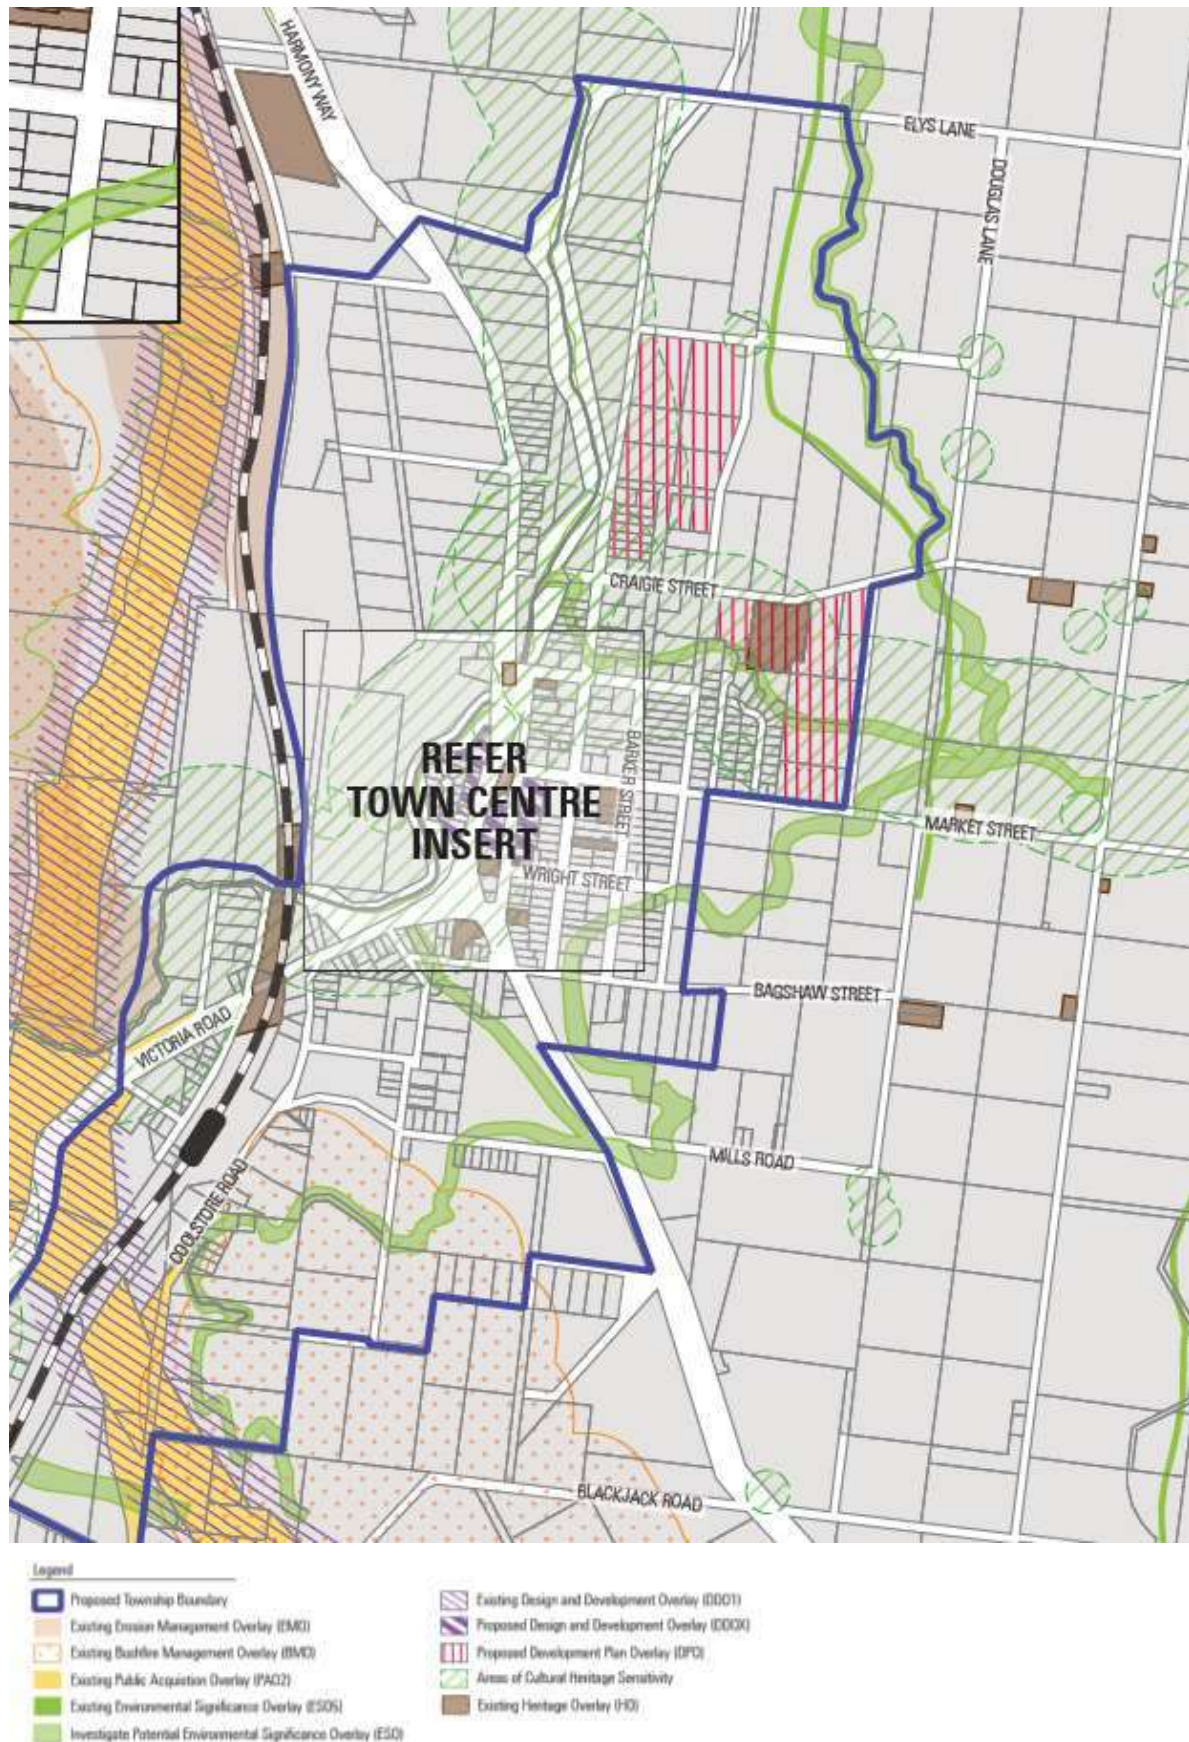 HARMONY WAY
ELYS LANE
DOUGLAS LANE
CRAIGIE STREET
REFER
TOWN CENTRE
INSERT
BARKER STREET
MARKET STREET
WRIGHT STREET
BAGSHAW STREET
VICTORIA ROAD
MILLS ROAD
COOLSTORE ROAD
BLACKJACK ROAD
Legend
Proposed Township Boundary
Existing Erosion Management Overlay (EMO)
Existing Bushfire Management Overlay (BMO)
Existing Public Acquistion Overlay (PAO2)
Existing Environmental Significance Overlay (ESO5)
Investigate Potential Environmental Significance Overlay (ESO)
Existing Design and Development Overlay (DDO1)
Proposed Design and Development Overlay (DDOX)
Proposed Development Plan Overlay (DPO)
Areas of Cultural Heritage Sensitivity
Existing Heritage Overlay (HO)